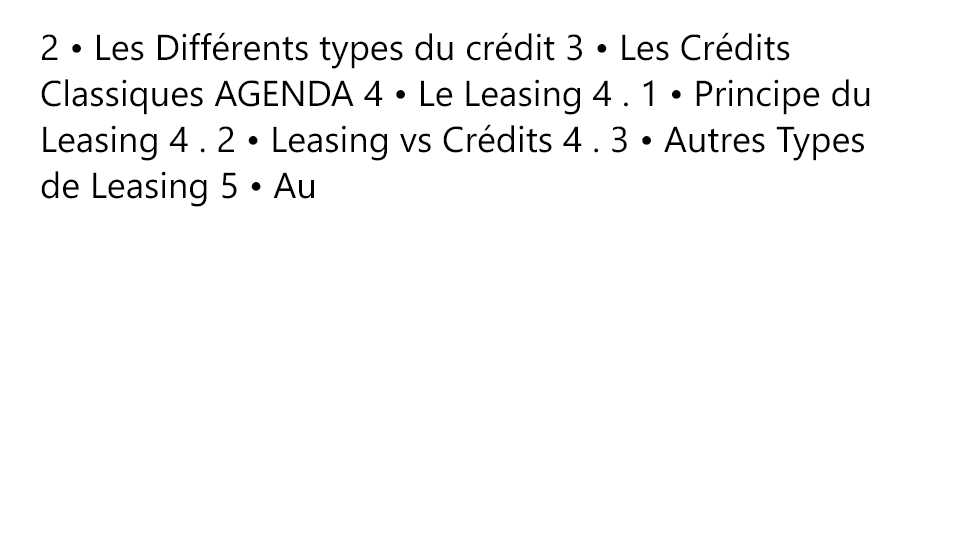 2 • Les Différents types du crédit 3 • Les Crédits
Classiques AGENDA 4 • Le Leasing 4 . 1 • Principe du
Leasing 4 . 2 • Leasing vs Crédits 4 . 3 • Autres Types
de Leasing 5 • Au